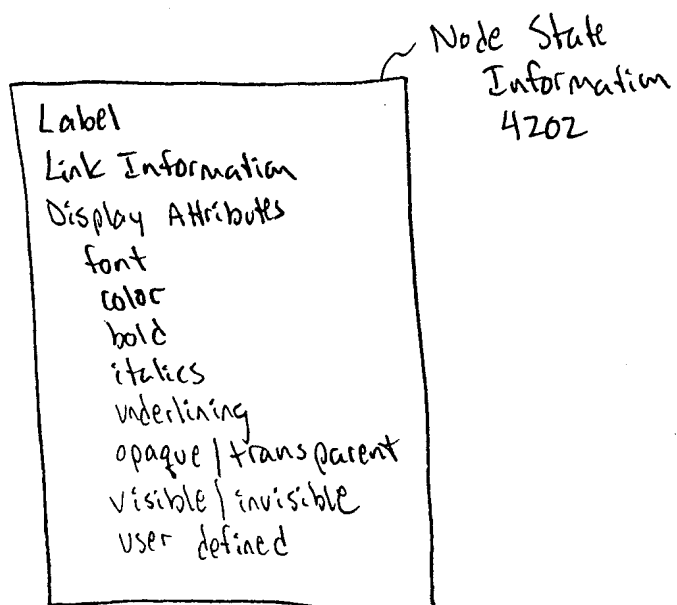 Node State
Information
4202
Label
Link Information
Display Attributes
font
color
bold
italics
underlining
opaque | transparent
visible | invisible
user defined